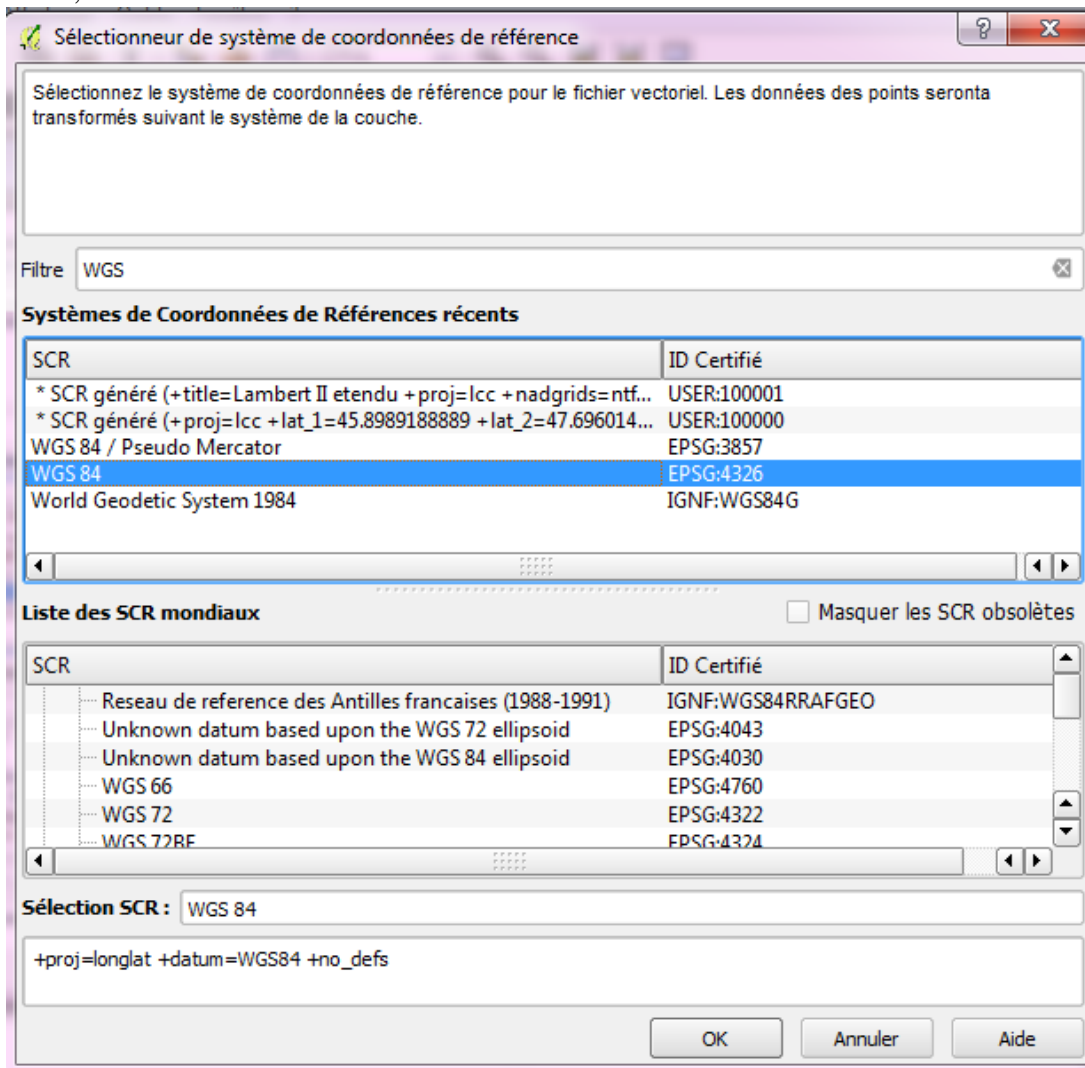 Sélectionneur de système de coordonnées de référence
Sélectionnez le système de coordonnées de référence pour le fichier vectoriel. Les données des points seronta
transformés suivant le système de la couche.
Filtre WGS
Systèmes de Coordonnées de Références récents
SCR ID Certifié
* SCR généré (+title=Lambert II etendu +proj=lcc +nadgrids=ntf... USER:100001
* SCR généré (+proj=lcc +lat_1=45.8989188889 +lat_2=47.696014... USER:100000
WGS 84 / Pseudo Mercator EPSG:3857
WGS 84 EPSG:4326
World Geodetic System 1984 IGNF:WGS84G
Liste des SCR mondiaux Masquer les SCR obsolètes
SCR ID Certifié
Reseau de reference des Antilles francaises (1988-1991) IGNF:WGS84RRAFGEO
Unknown datum based upon the WGS 72 ellipsoid EPSG:4043
Unknown datum based upon the WGS 84 ellipsoid EPSG:4030
WGS 66 EPSG:4760
WGS 72 EPSG:4322
WGS 72BE EPSG:4324
Sélection SCR : WGS 84
+proj=longlat +datum=WGS84 +no_defs
OK Annuler Aide